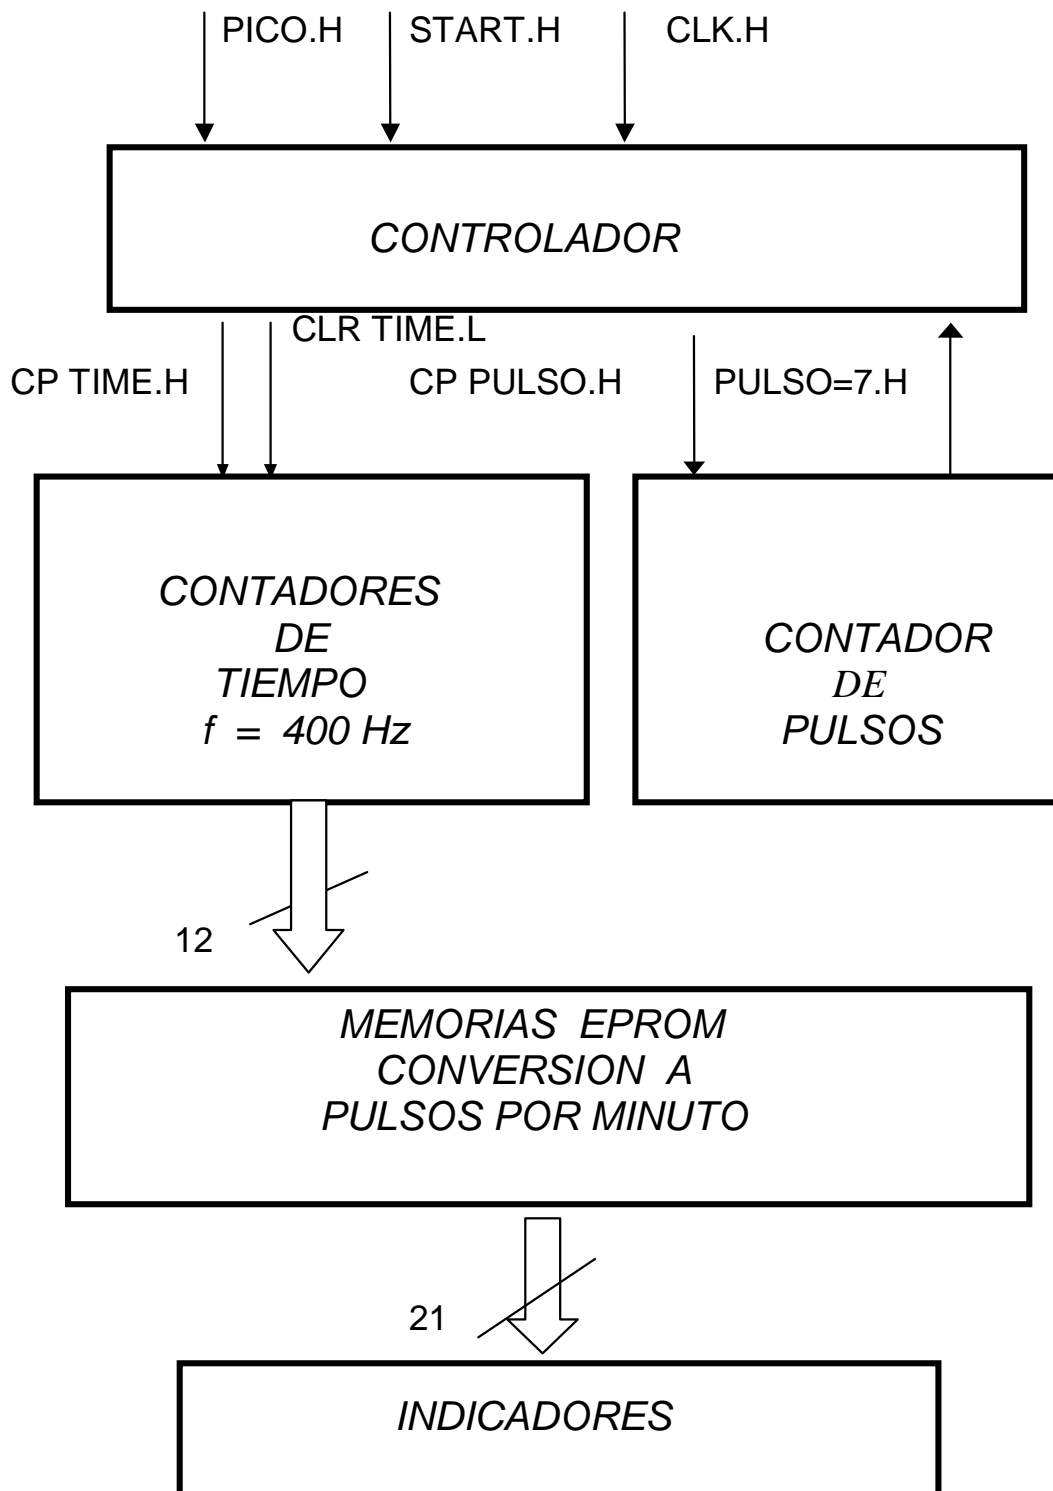 PICO.H START.H CLK.H
CONTROLADOR
CLR TIME.L
CP TIME.H CP PULSO.H PULSO=7.H
CONTADORES
DE
TIEMPO
f = 400 Hz
CONTADOR
DE
PULSOS
12
MEMORIAS EPROM
CONVERSION A
PULSOS POR MINUTO
21
INDICADORES